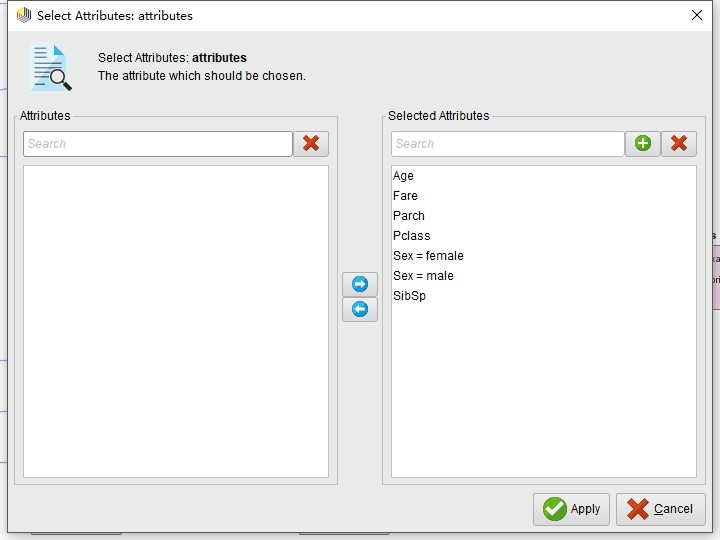 Select Attributes: attributes
Select Attributes: attributes
The attribute which should be chosen.
Attributes
Search
Selected Attributes
Search
Age
Fare
Parch
Pclass
Sex = female
Sex = male
SibSp
Apply
Cancel